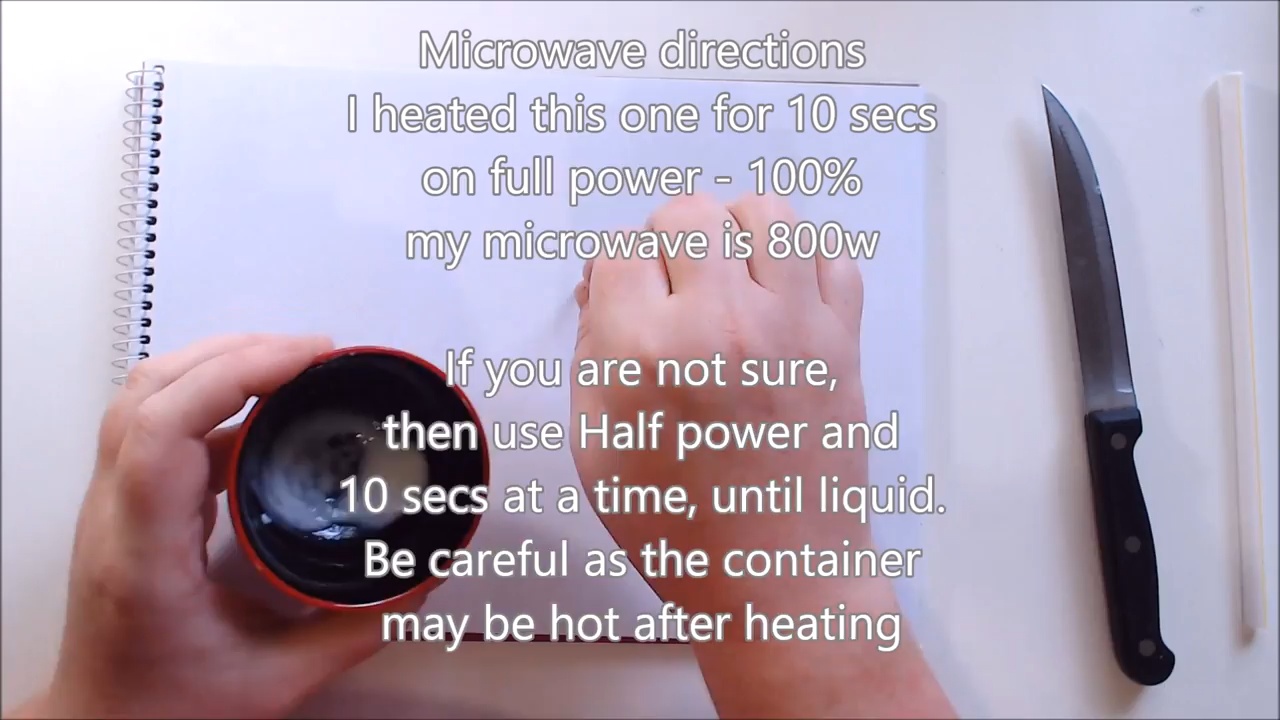 Microwave directions
I heated this one for 10 secs
on full power - 100%
my microwave is 800w
If you are not sure,
then use Half power and
10 secs at a time, until liquid.
Be careful as the container
may be hot after heating